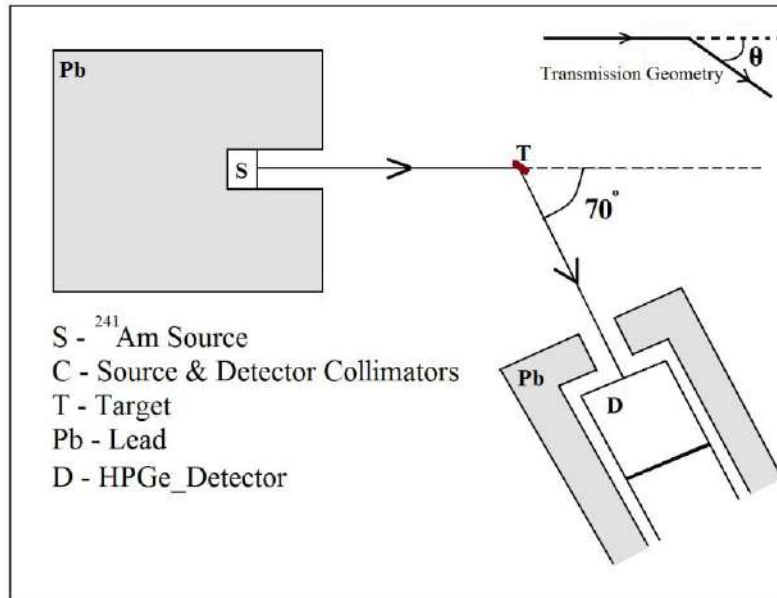 Pb
θ
Transmission Geometry
S
T
70°
S - ²⁴¹Am Source
C - Source & Detector Collimators
T - Target
Pb - Lead
D - HPGe_Detector
Pb
D